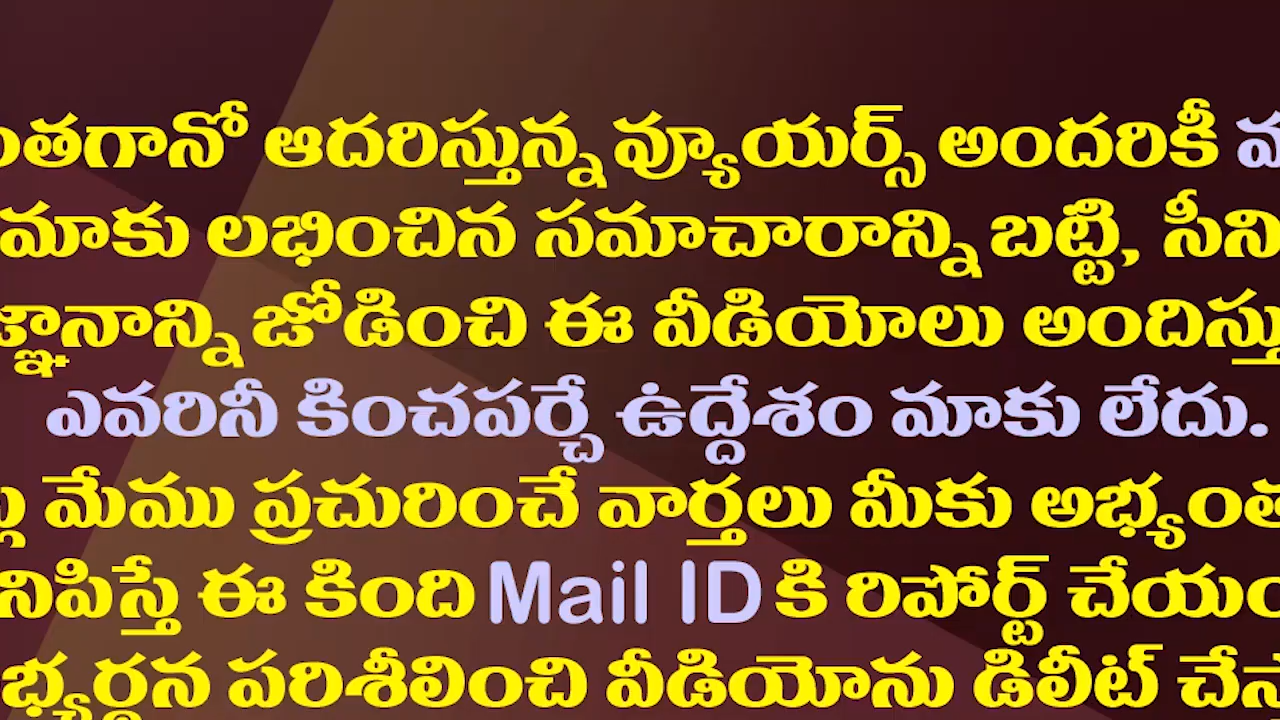 ంతగానో ఆదరిస్తున్న వ్యూయర్స్ అందరికీ
మాకు లభించిన సమాచారాన్ని బట్టి, సీని
జ్ఞానాన్ని జోడించి ఈ వీడియోలు అందిస్తు
ఎవరినీ కించపర్చే ఉద్దేశం మాకు లేదు.
మేము ప్రచురించే వార్తలు మీకు అభ్యంత
నిపిస్తే ఈ కింది Mail ID కి రిపోర్ట్ చేయం
భ్యర్థన పరిశీలించి వీడియోను డిలీట్ చేస